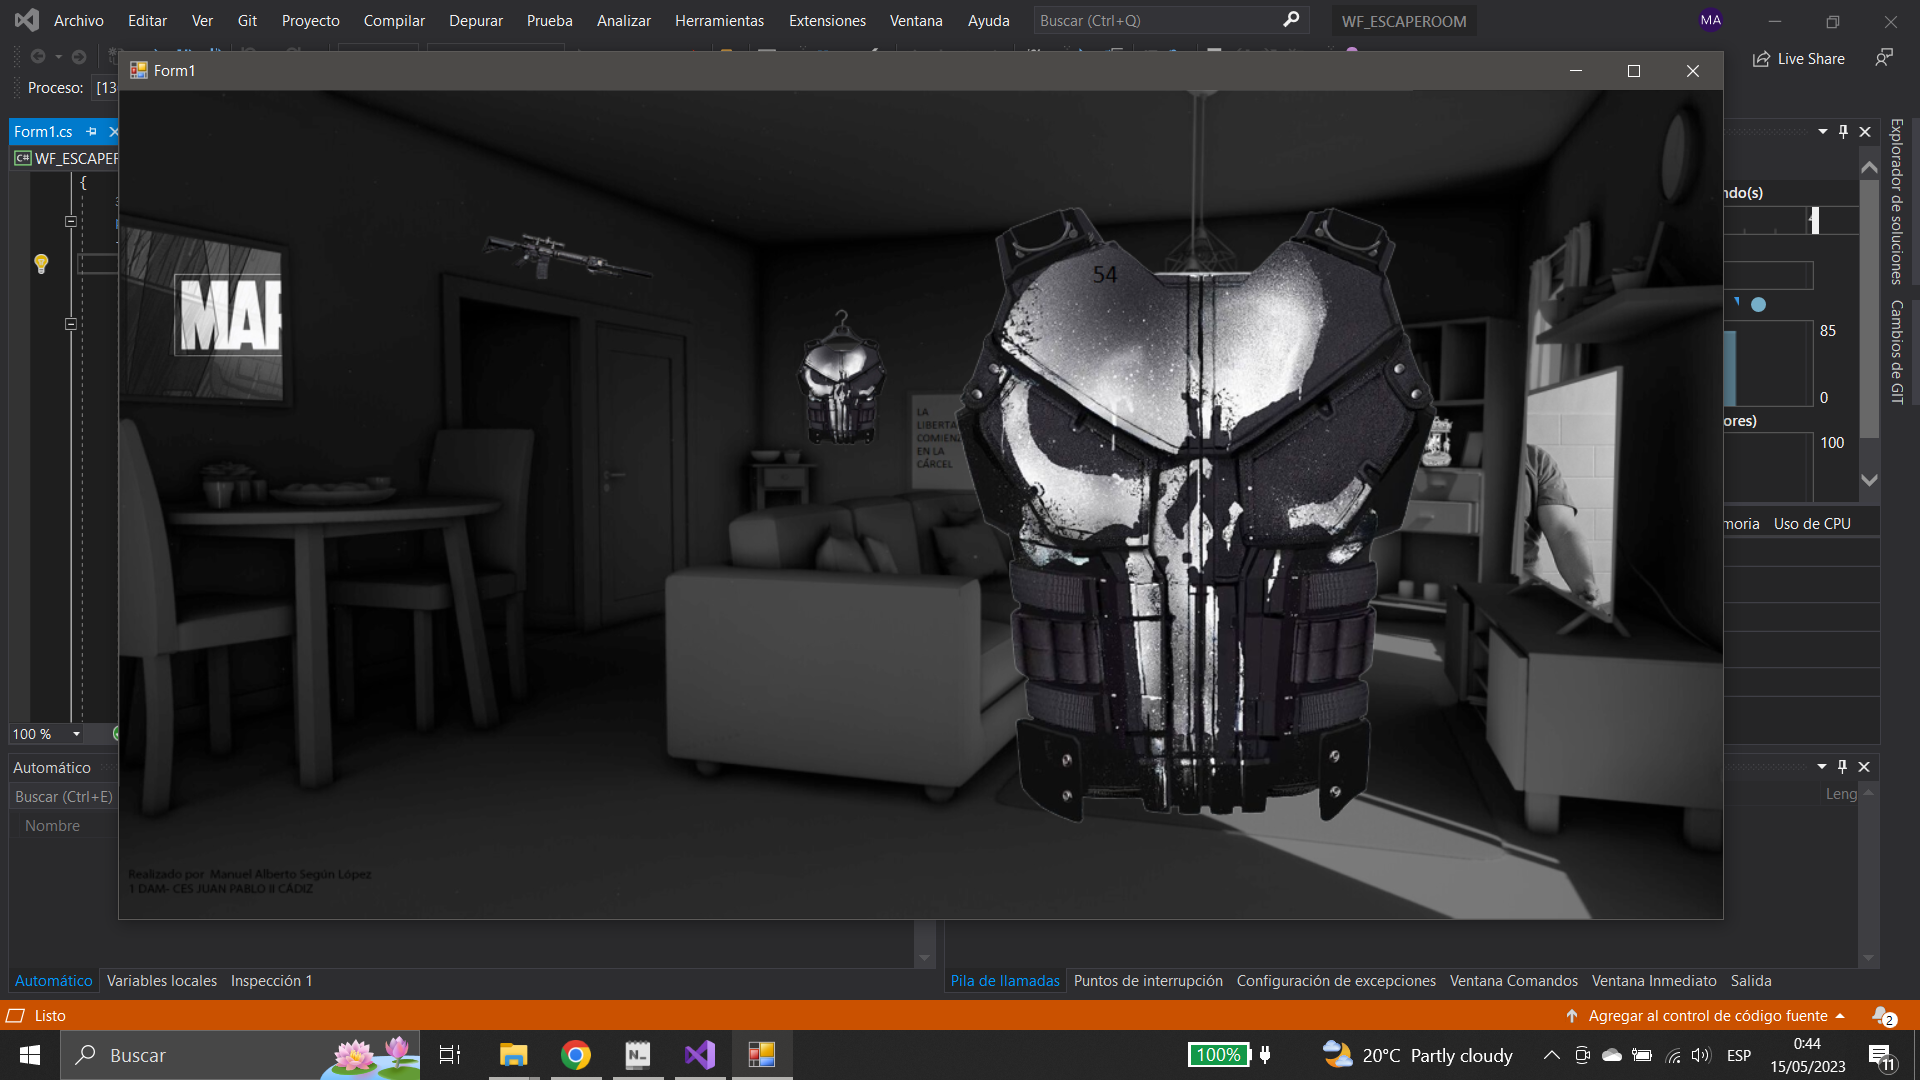 Archivo Editar Ver Git Proyecto Compilar Depurar Prueba Analizar Herramientas Extensiones Ventana Ayuda Buscar (Ctrl+Q) WF_ESCAPEROOM MA
Live Share
Form1
Proceso: [13
Form1.cs
C# WF_ESCAPER
{
ndo(s)
54
MAR
LA
LIBERTA
COMIEN
EN LA
CÁRCEL
85
0
ores)
100
moria Uso de CPU
Explorador de soluciones
Cambios de GIT
100 %
Automático
Buscar (Ctrl+E)
Nombre
Leng
Realizado por Manuel Alberto Según López
1 DAM- CES JUAN PABLO II CÁDIZ
Automático Variables locales Inspección 1
Pila de llamadas Puntos de interrupción Configuración de excepciones Ventana Comandos Ventana Inmediato Salida
Listo
Agregar al control de código fuente
2
Buscar
N
100%
20°C Partly cloudy
ESP
0:44
15/05/2023
11